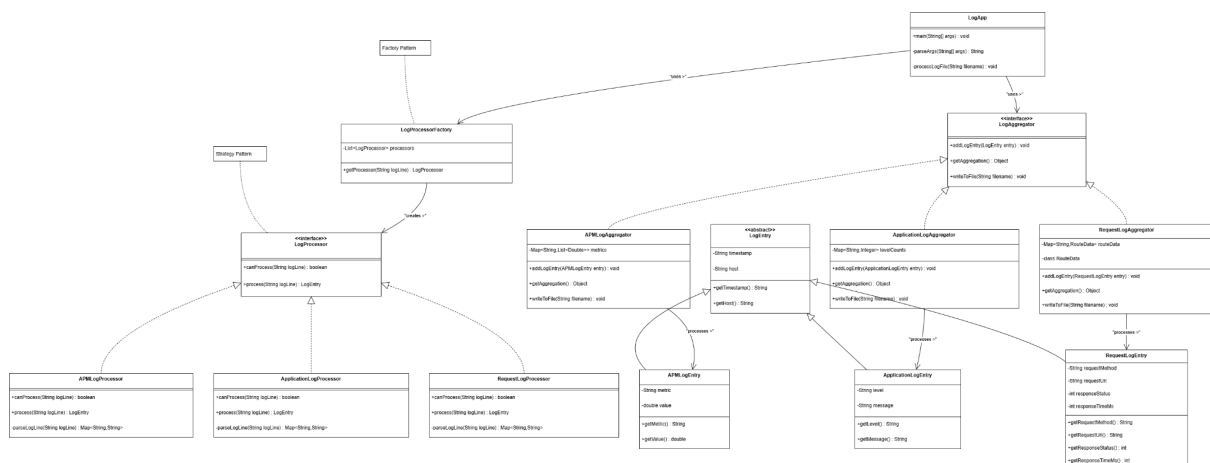 LogApp
+main(String[] args) : void
-parseArgs(String[] args) : String
-processLogFile(String filename) : void
Factory Pattern
"uses >"
"uses >"
LogProcessorFactory
-List<LogProcessor> processors
+getProcessor(String logLine) : LogProcessor
<<interface>>
LogAggregator
+addLogEntry(LogEntry entry) : void
+getAggregation() : Object
+writeToFile(String filename) : void
Strategy Pattern
"creates >"
<<interface>>
LogProcessor
+canProcess(String logLine) : boolean
+process(String logLine) : LogEntry
APMLogAggregator
-Map<String,List<Double>> metrics
+addLogEntry(APMLogEntry entry) : void
+getAggregation() : Object
+writeToFile(String filename) : void
<<abstract>>
LogEntry
-String timestamp
-String host
+getTimestamp() : String
+getHost() : String
ApplicationLogAggregator
-Map<String,Integer> levelCounts
+addLogEntry(ApplicationLogEntry entry) : void
+getAggregation() : Object
+writeToFile(String filename) : void
RequestLogAggregator
-Map<String,RouteData> routeData
-class RouteData
+addLogEntry(RequestLogEntry entry) : void
+getAggregation() : Object
+writeToFile(String filename) : void
"processes >"
"processes >"
"processes >"
APMLogProcessor
+canProcess(String logLine) : boolean
+process(String logLine) : LogEntry
-parseLogLine(String logLine) : Map<String,String>
ApplicationLogProcessor
+canProcess(String logLine) : boolean
+process(String logLine) : LogEntry
-parseLogLine(String logLine) : Map<String,String>
RequestLogProcessor
+canProcess(String logLine) : boolean
+process(String logLine) : LogEntry
-parseLogLine(String logLine) : Map<String,String>
APMLogEntry
-String metric
-double value
+getMetric() : String
+getValue() : double
ApplicationLogEntry
-String level
-String message
+getLevel() : String
+getMessage() : String
RequestLogEntry
-String requestMethod
-String requestUrl
-int responseStatus
-int responseTimeMs
+getRequestMethod() : String
+getRequestUrl() : String
+getResponseStatus() : int
+getResponseTimeMs() : int